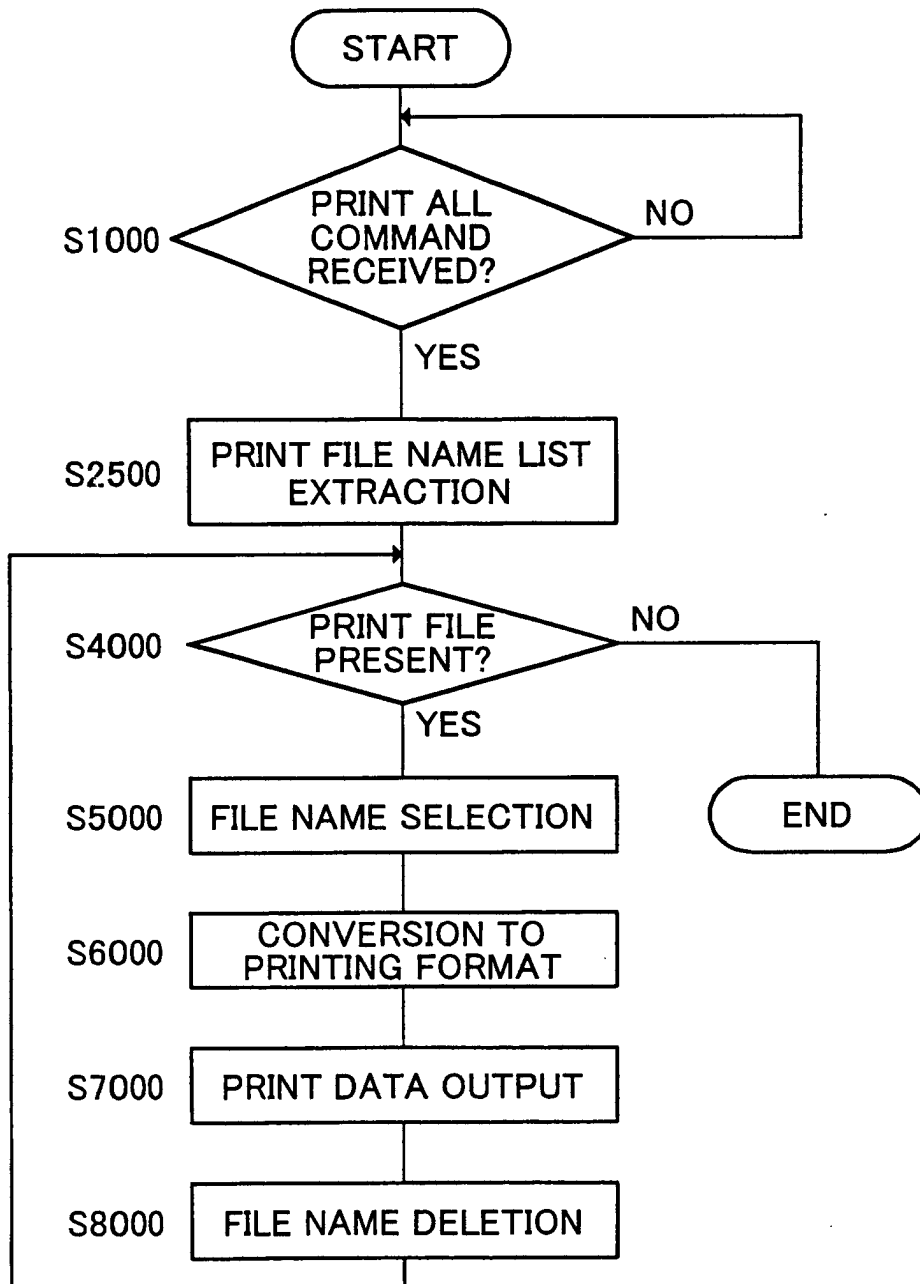 START
PRINT ALL
COMMAND
RECEIVED?
NO
S1000
YES
S2500
PRINT FILE NAME LIST
EXTRACTION
S4000
PRINT FILE
PRESENT?
NO
YES
S5000
FILE NAME SELECTION
END
S6000
CONVERSION TO
PRINTING FORMAT
S7000
PRINT DATA OUTPUT
S8000
FILE NAME DELETION